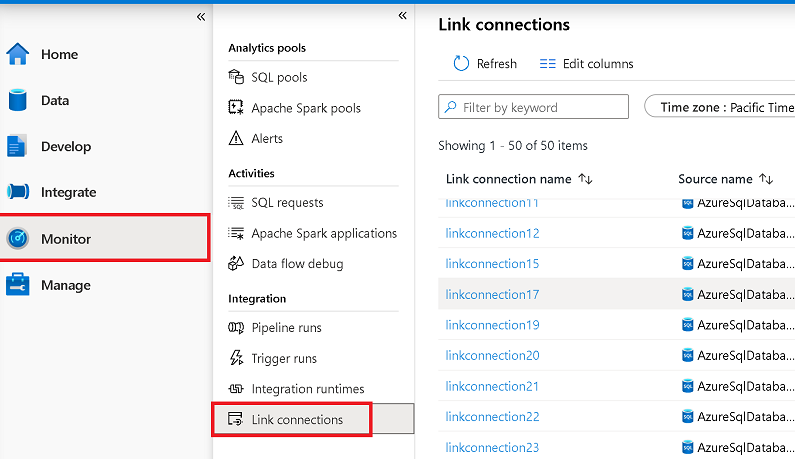 «
Home
Data
Develop
Integrate
Monitor
Manage
«
Analytics pools
SQL pools
Apache Spark pools
Alerts
Activities
SQL requests
Apache Spark applications
Data flow debug
Integration
Pipeline runs
Trigger runs
Integration runtimes
Link connections
Link connections
Refresh Edit columns
Filter by keyword Time zone : Pacific Time
Showing 1 - 50 of 50 items
Link connection name ↑↓ Source name ↑↓
linkconnection11 AzureSqlDataba...
linkconnection12 AzureSqlDataba...
linkconnection15 AzureSqlDataba...
linkconnection17 AzureSqlDataba...
linkconnection19 AzureSqlDataba...
linkconnection20 AzureSqlDataba...
linkconnection21 AzureSqlDataba...
linkconnection22 AzureSqlDataba...
linkconnection23 AzureSqlDataba...